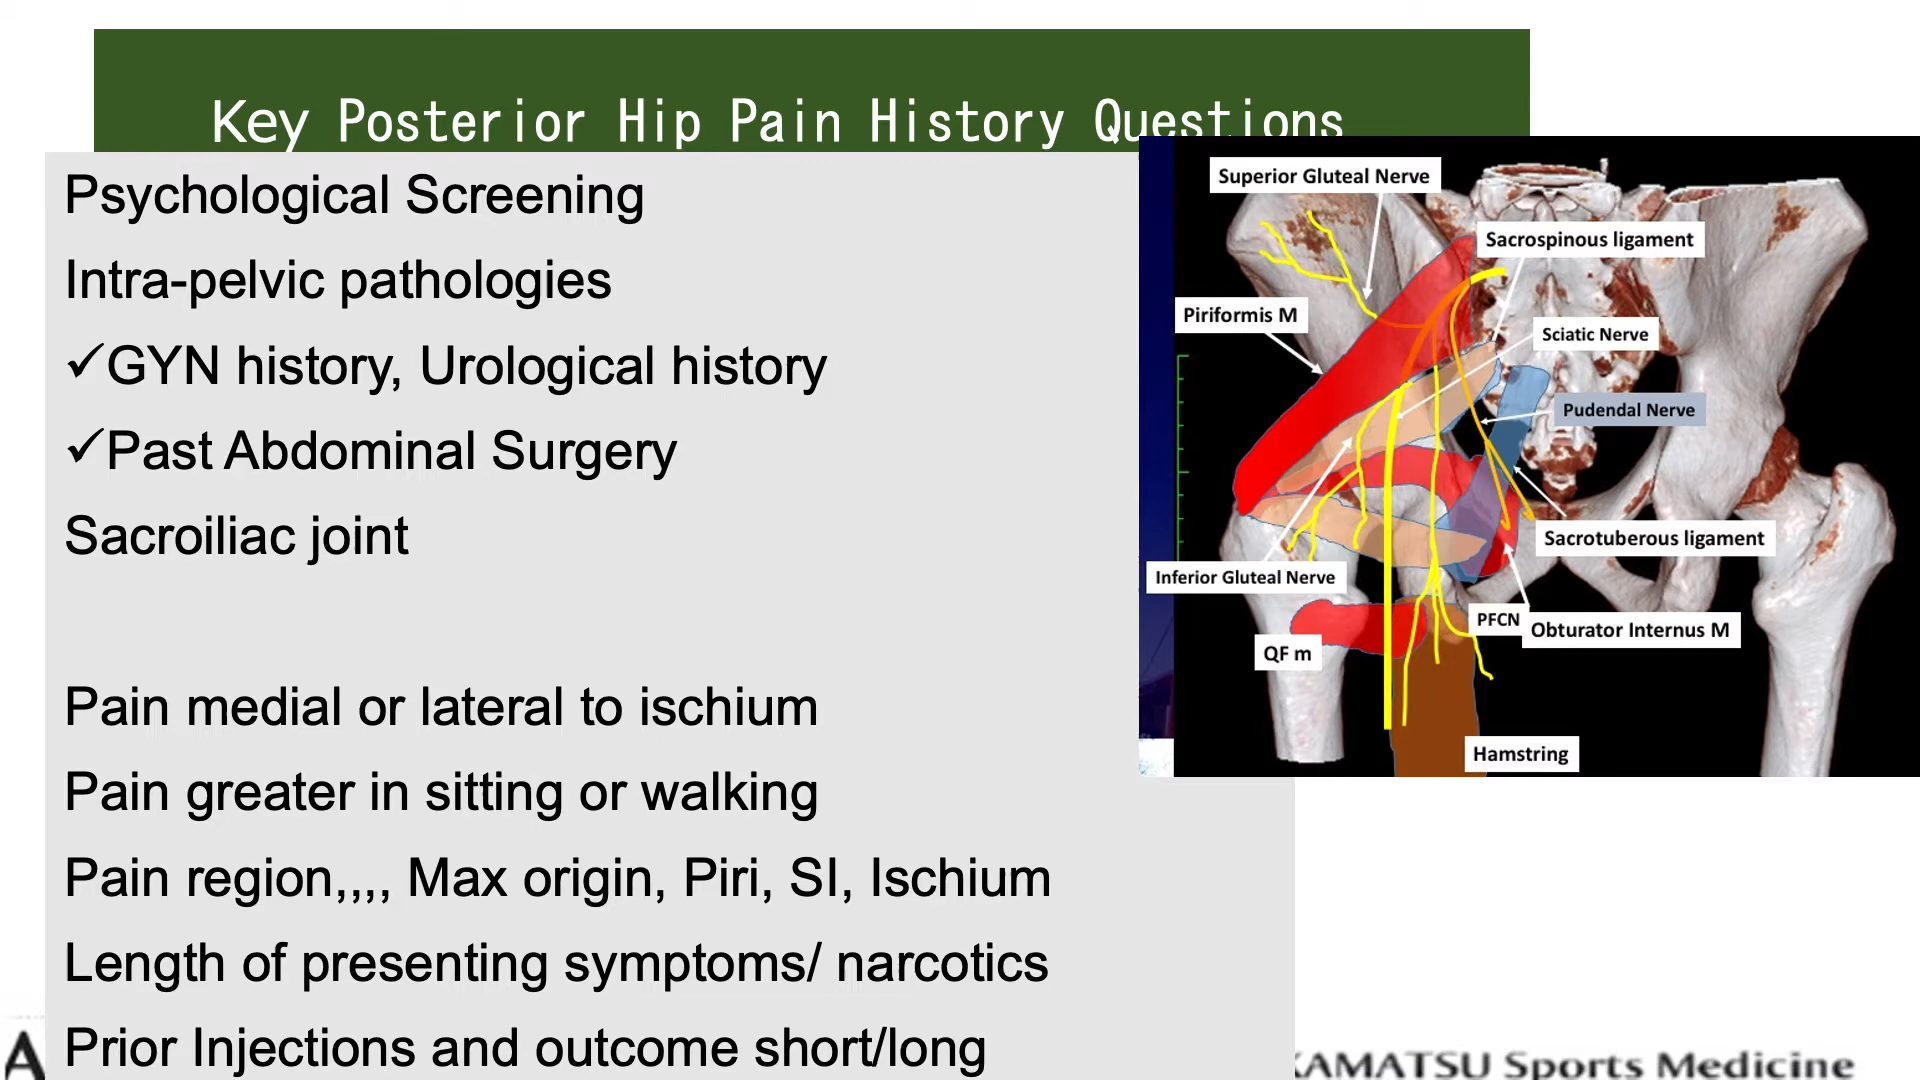 Key Posterior Hip Pain History Questions
Psychological Screening
Intra-pelvic pathologies
✓GYN history, Urological history
✓Past Abdominal Surgery
Sacroiliac joint
Pain medial or lateral to ischium
Pain greater in sitting or walking
Pain region,,,, Max origin, Piri, SI, Ischium
Length of presenting symptoms/ narcotics
Prior Injections and outcome short/long
Superior Gluteal Nerve
Sacrospinous ligament
Piriformis M
Sciatic Nerve
Pudendal Nerve
Sacrotuberous ligament
Inferior Gluteal Nerve
PFCN
Obturator Internus M
QF m
Hamstring
A
KAMATSU Sports Medicine